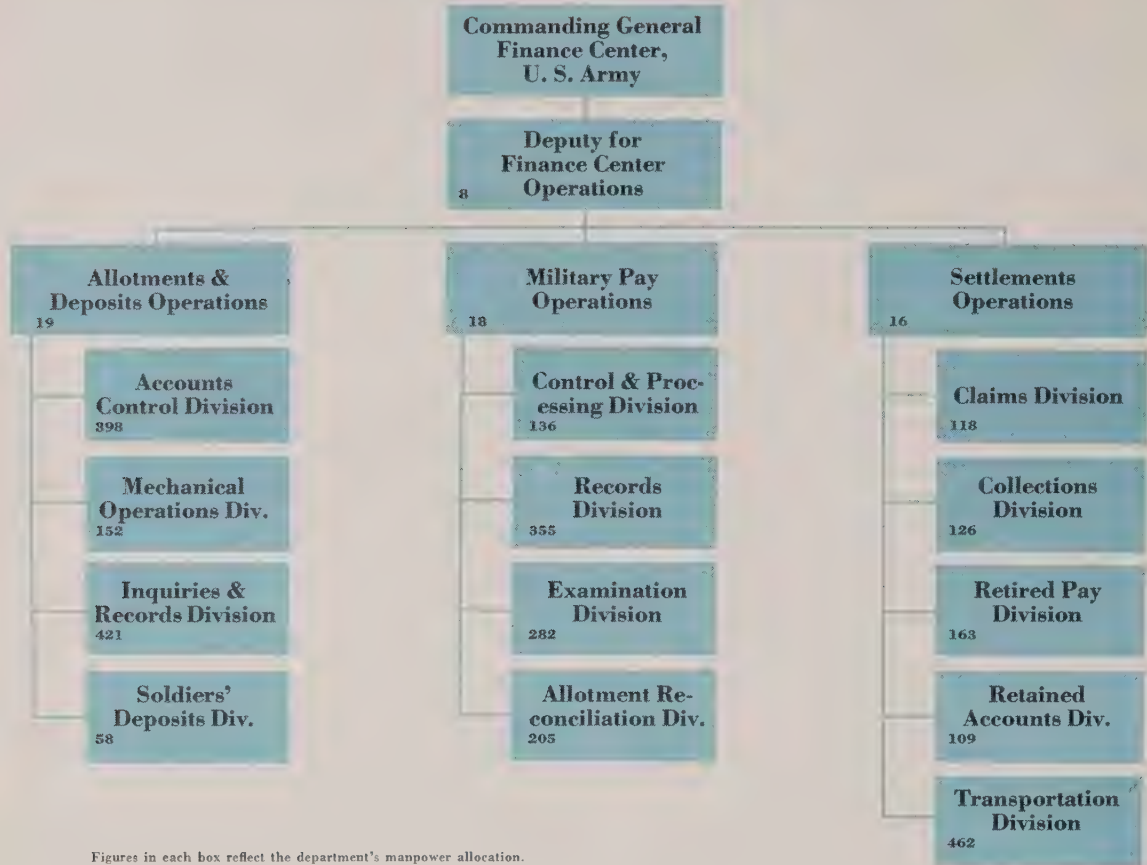 Commanding General
Finance Center,
U. S. Army
Deputy for
Finance Center
Operations
8
Allotments &
Deposits Operations
19
Accounts
Control Division
398
Mechanical
Operations Div.
152
Inquiries &
Records Division
421
Soldiers'
Deposits Div.
58
Military Pay
Operations
18
Control & Proc-
essing Division
136
Records
Division
355
Examination
Division
282
Allotment Re-
conciliation Div.
205
Settlements
Operations
16
Claims Division
118
Collections
Division
126
Retired Pay
Division
163
Retained
Accounts Div.
109
Transportation
Division
462
Figures in each box reflect the department's manpower allocation.